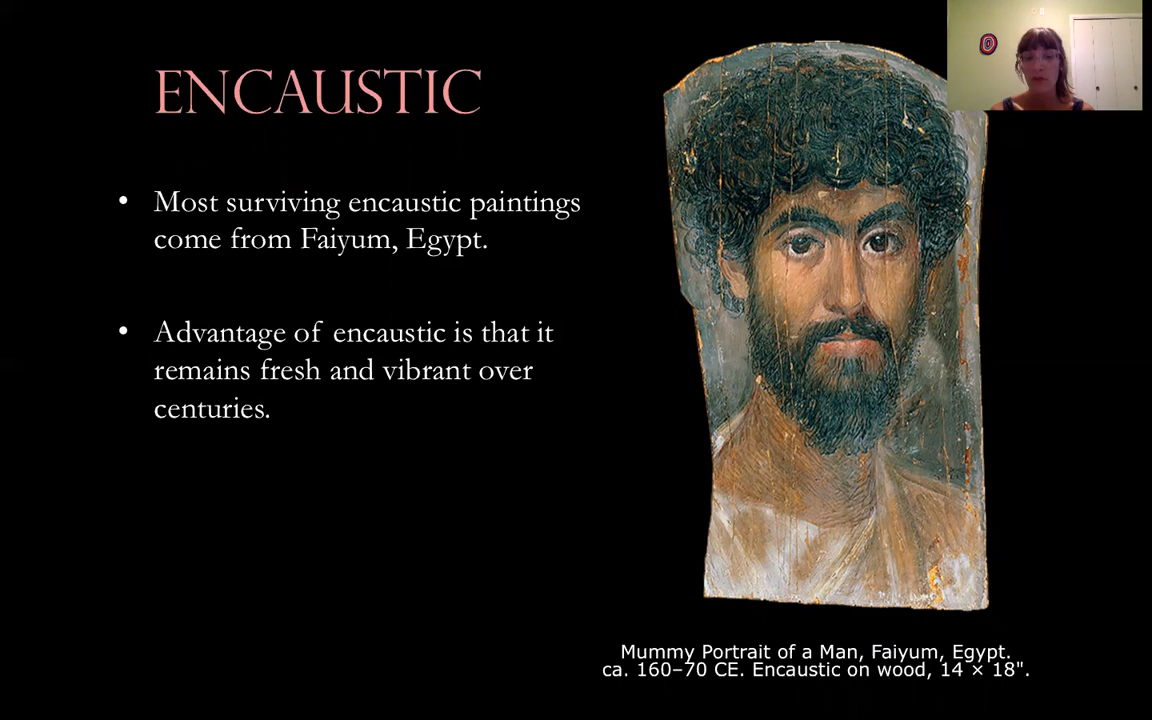 ENCAUSTIC
• Most surviving encaustic paintings
come from Faiyum, Egypt.
• Advantage of encaustic is that it
remains fresh and vibrant over
centuries.
Mummy Portrait of a Man, Faiyum, Egypt.
ca. 160–70 CE. Encaustic on wood, 14 × 18".